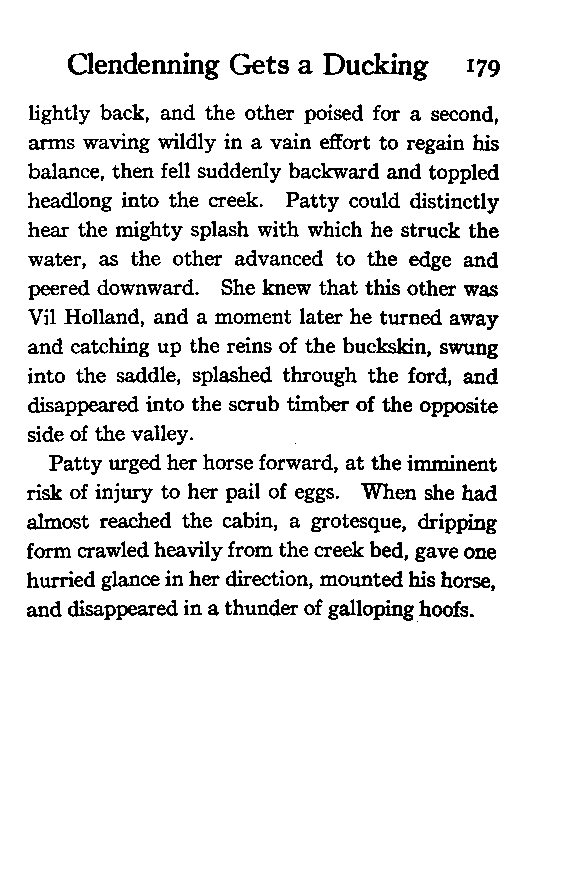 Clendenning Gets a Ducking 179
lightly back, and the other poised for a second,
arms waving wildly in a vain effort to regain his
balance, then fell suddenly backward and toppled
headlong into the creek. Patty could distinctly
hear the mighty splash with which he struck the
water, as the other advanced to the edge and
peered downward. She knew that this other was
Vil Holland, and a moment later he turned away
and catching up the reins of the buckskin, swung
into the saddle, splashed through the ford, and
disappeared into the scrub timber of the opposite
side of the valley.
Patty urged her horse forward, at the imminent
risk of injury to her pail of eggs. When she had
almost reached the cabin, a grotesque, dripping
form crawled heavily from the creek bed, gave one
hurried glance in her direction, mounted his horse,
and disappeared in a thunder of galloping hoofs.